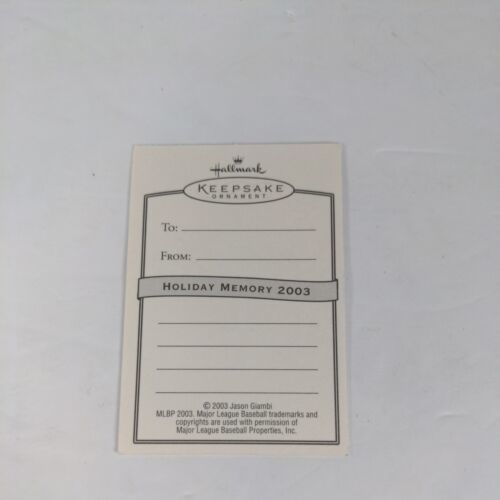 Hallmark
KEEPSAKE
ORNAMENT
TO:
FROM:
HOLIDAY MEMORY 2003
© 2003 Jason Giambi
MLBP 2003. Major League Baseball trademarks and
copyrights are used with permission of
Major League Baseball Properties, Inc.